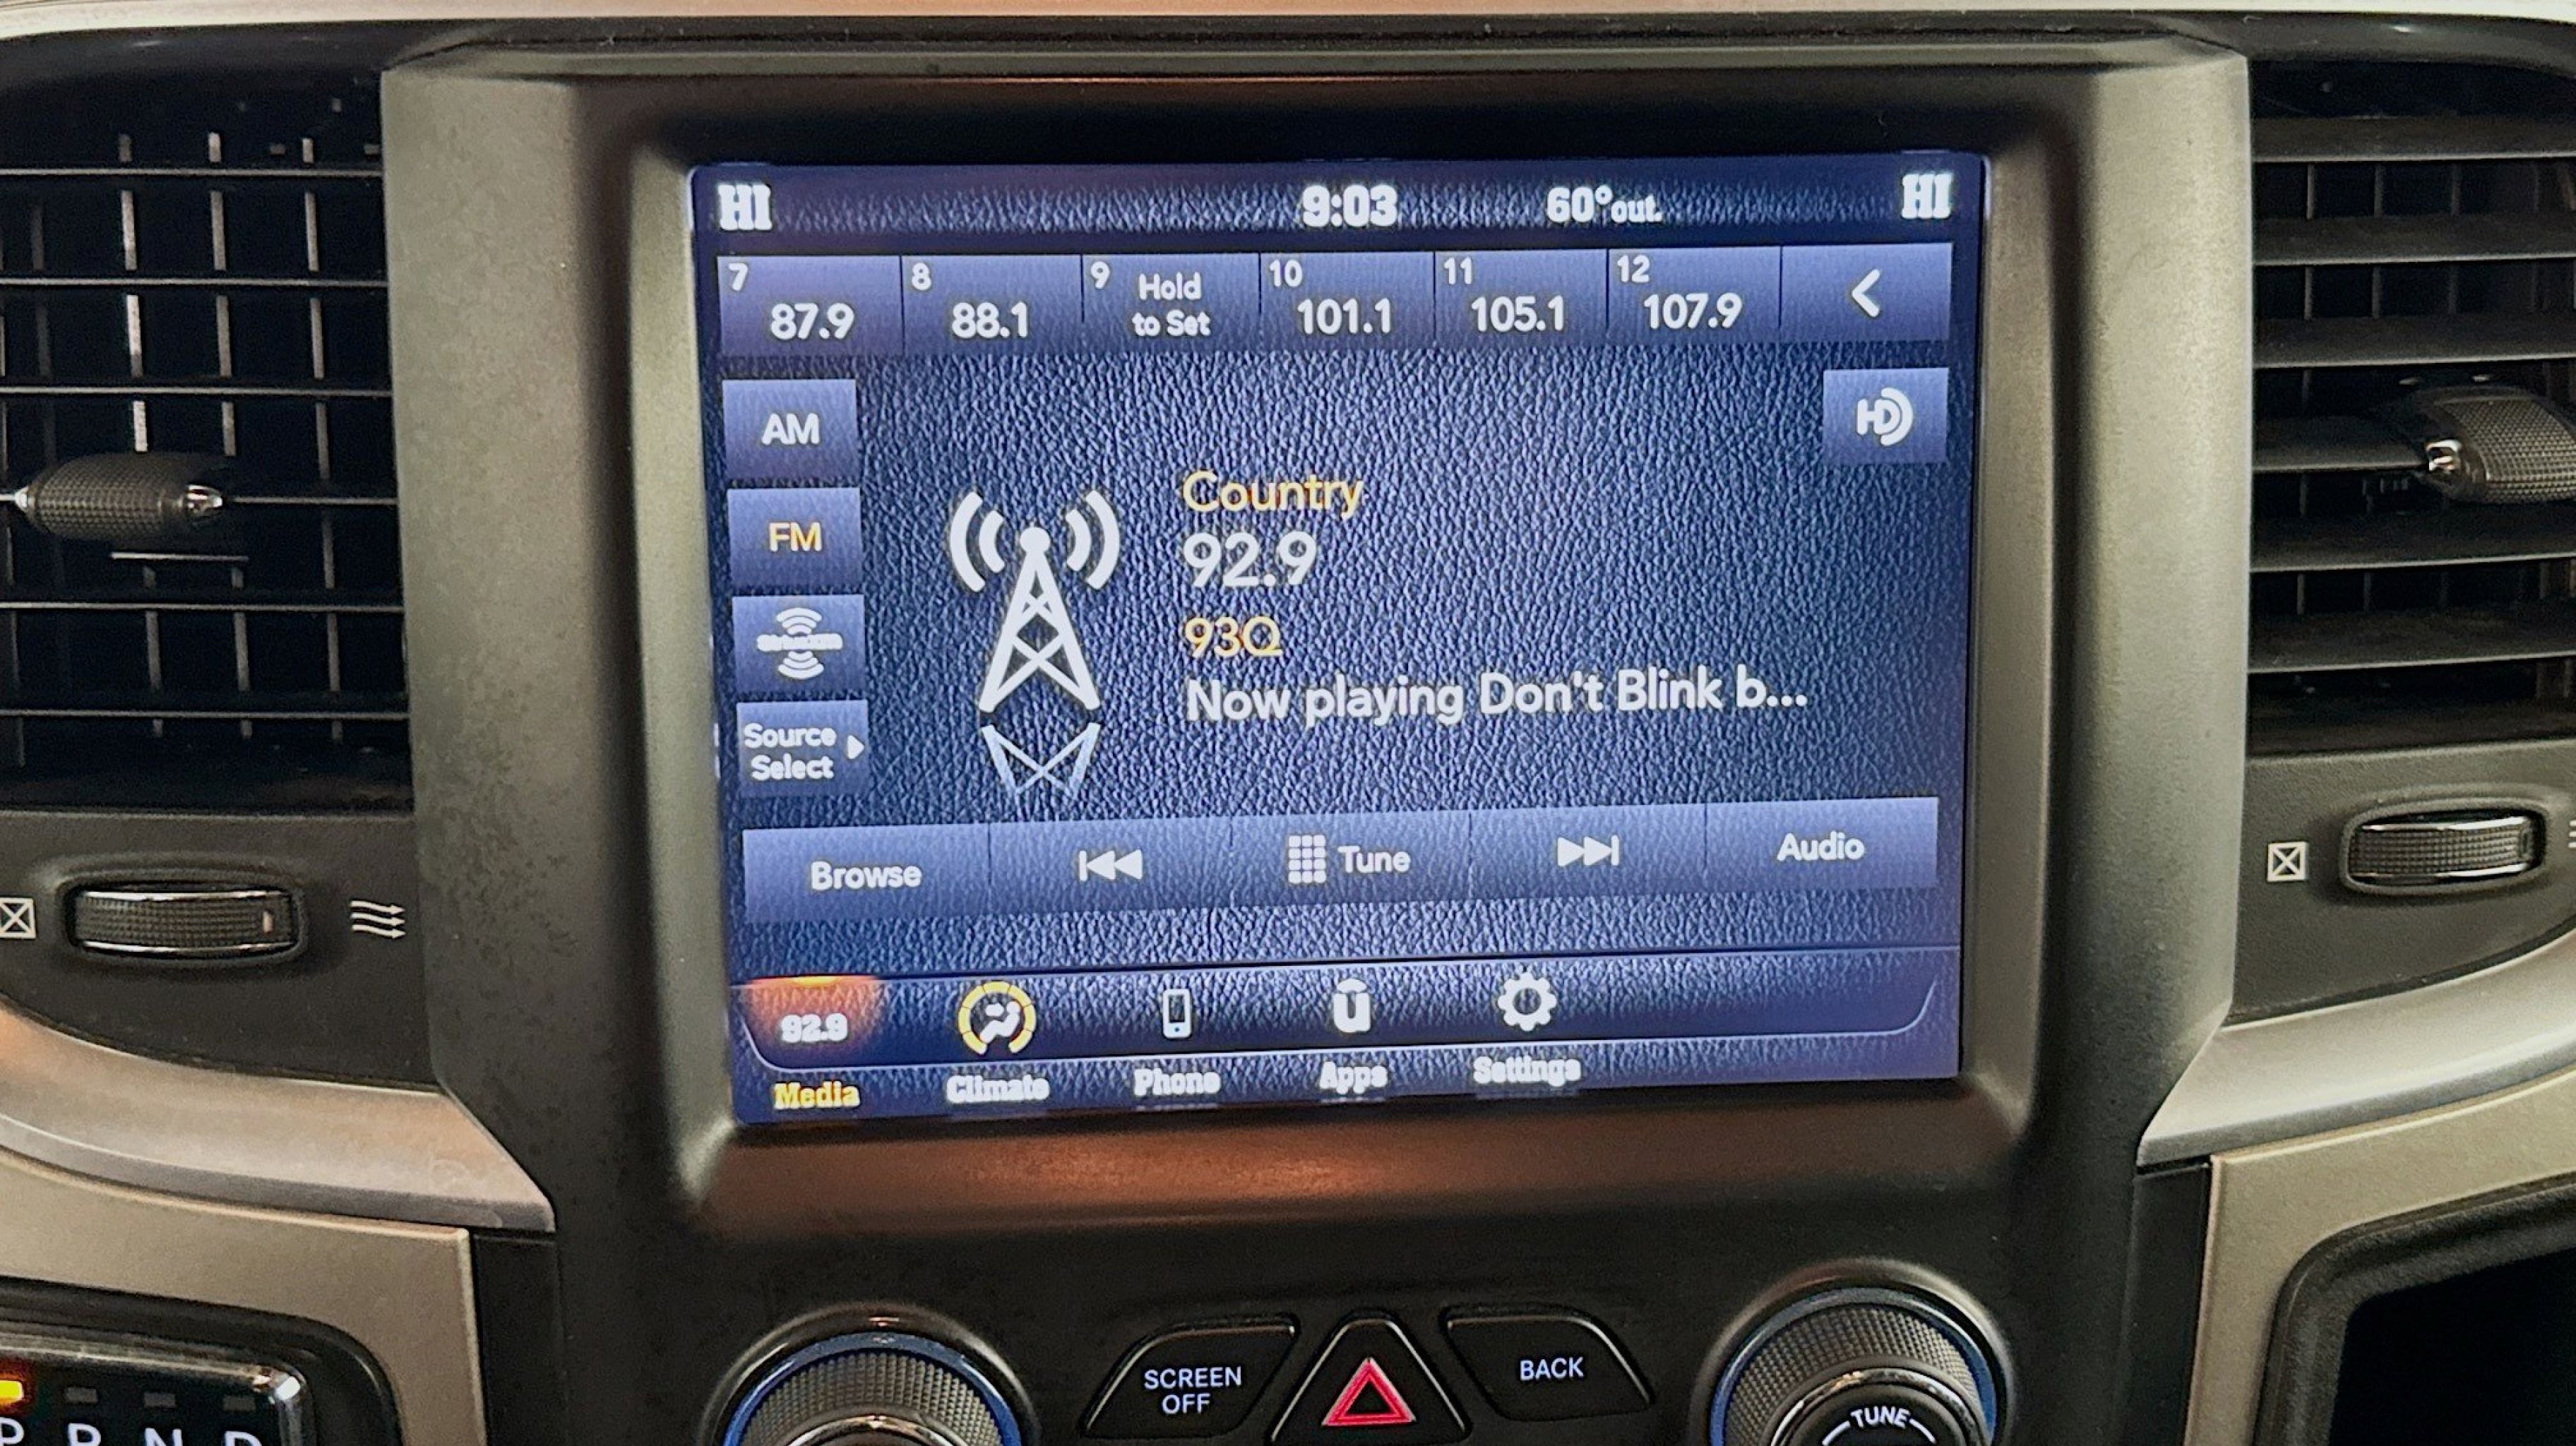 HI 9:03 60°out. HI
7 87.9
8 88.1
9 Hold
to Set
10 101.1
11 105.1
12 107.9
AM
HD
FM
Country
92.9
93Q
Now playing Don't Blink b...
Source
Select
Browse
Tune
Audio
92.9
Media
Climate
Phone
u
Apps
Settings
SCREEN
OFF
BACK
TUNE
P R N D